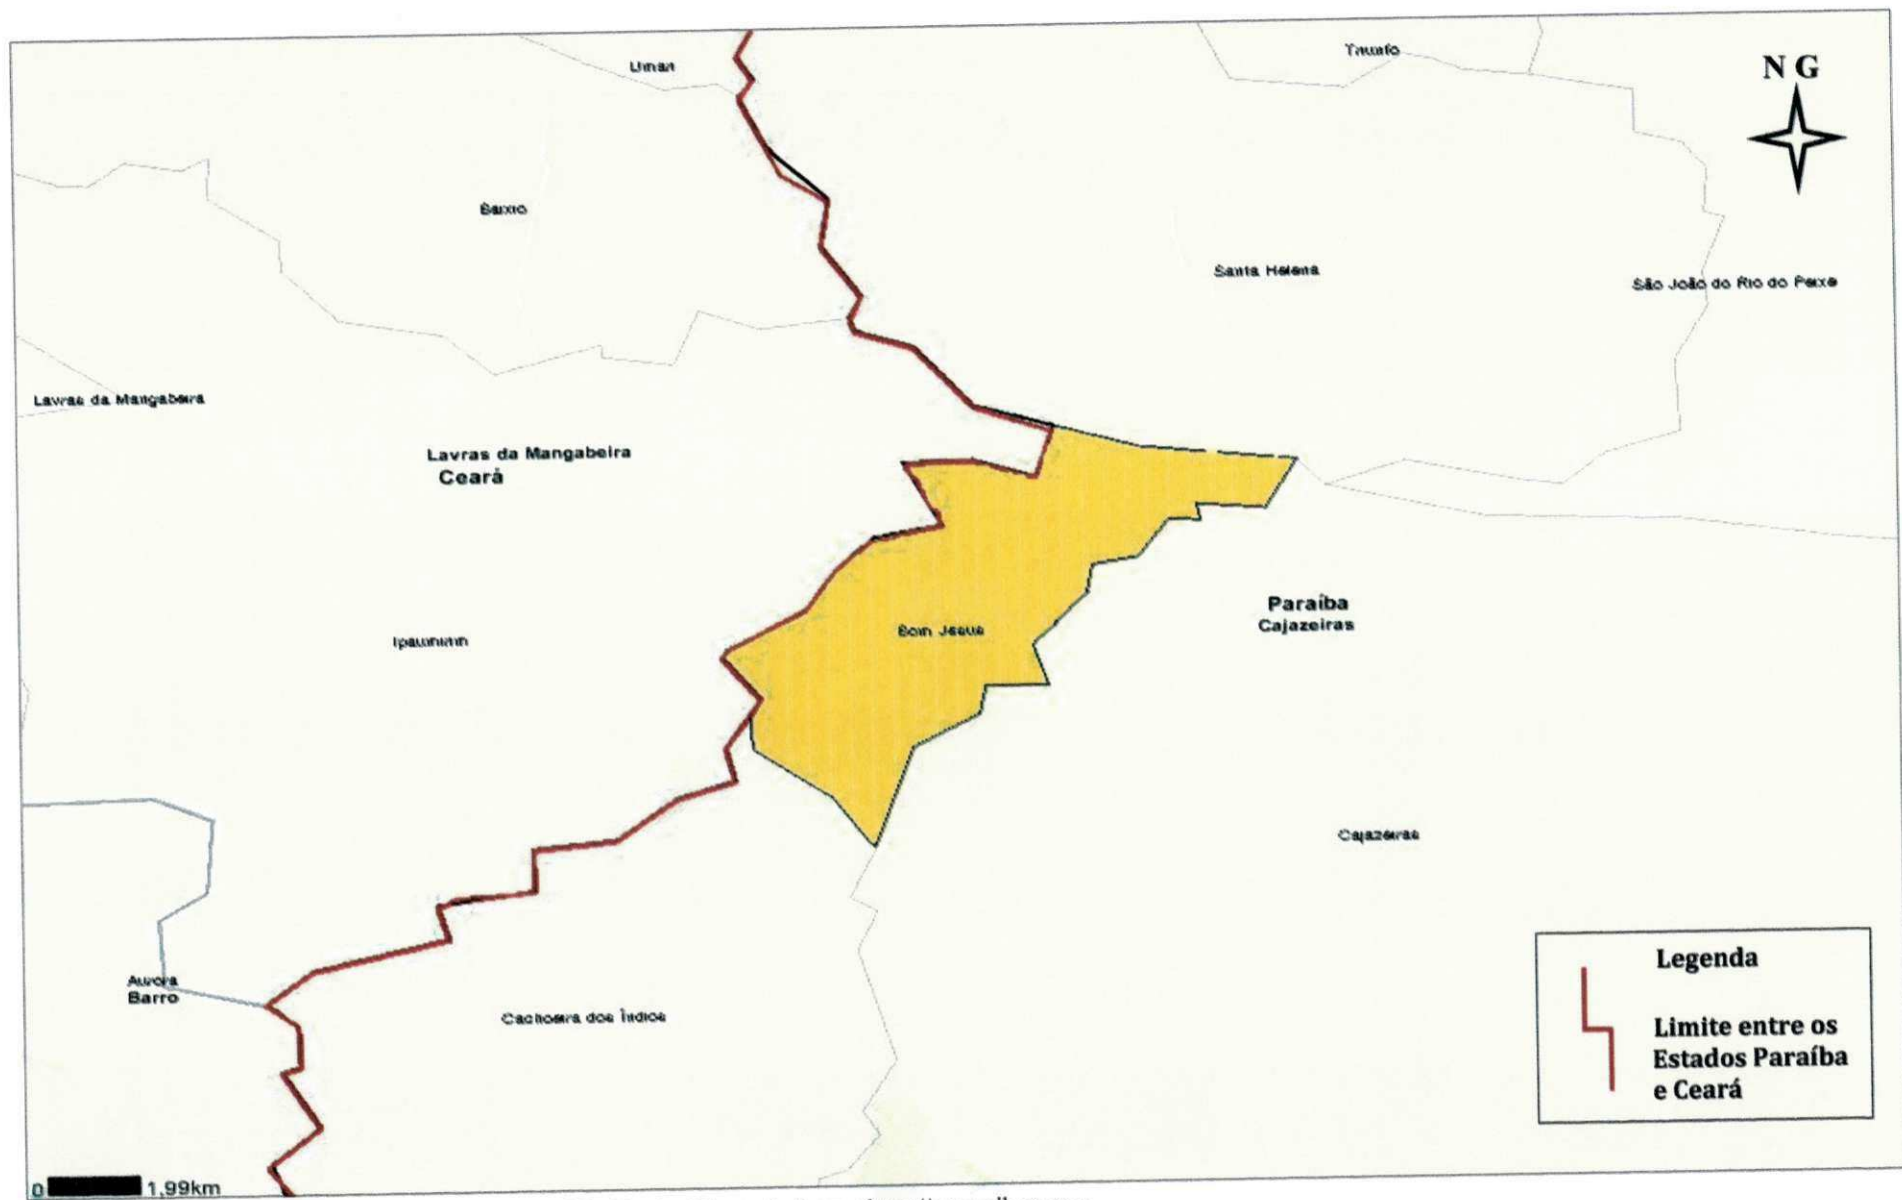 Umari
Triunfo
N G
Baixio
Santa Helena
São João do Rio do Peixe
Lavras da Mangabeira
Lavras da Mangabeira
Ceará
Ipaumirim
Bom Jesus
Paraíba
Cajazeiras
Cajazeiras
Aurora
Barro
Cachoeira dos Índios
Legenda
Limite entre os
Estados Paraíba
e Ceará
0 1,99km